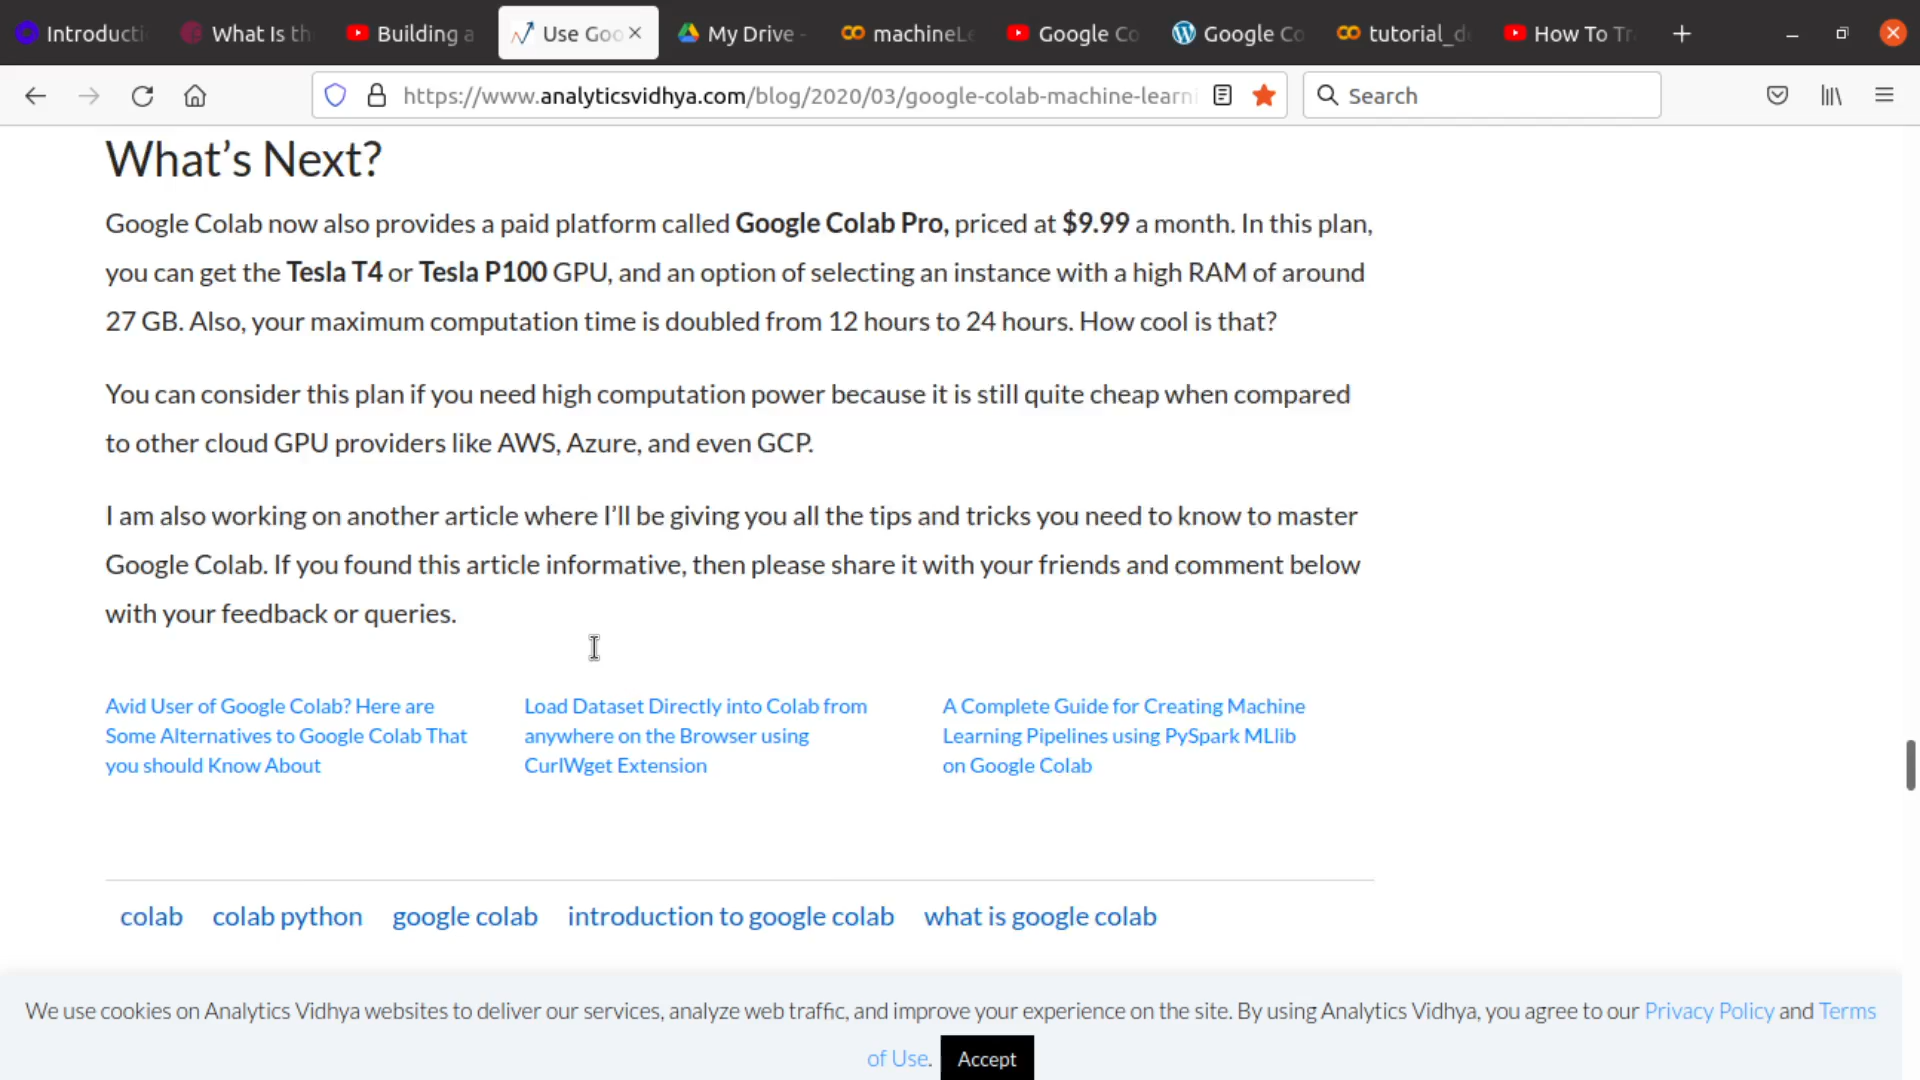 Introducti
What Is th
Building a
Use Goo
My Drive -
machineLe
Google Co
Google Co
tutorial_d
How To Tr
https://www.analyticsvidhya.com/blog/2020/03/google-colab-machine-learni
Search
What’s Next?
Google Colab now also provides a paid platform called Google Colab Pro, priced at $9.99 a month. In this plan,
you can get the Tesla T4 or Tesla P100 GPU, and an option of selecting an instance with a high RAM of around
27 GB. Also, your maximum computation time is doubled from 12 hours to 24 hours. How cool is that?
You can consider this plan if you need high computation power because it is still quite cheap when compared
to other cloud GPU providers like AWS, Azure, and even GCP.
I am also working on another article where I’ll be giving you all the tips and tricks you need to know to master
Google Colab. If you found this article informative, then please share it with your friends and comment below
with your feedback or queries.
Avid User of Google Colab? Here are
Some Alternatives to Google Colab That
you should Know About
Load Dataset Directly into Colab from
anywhere on the Browser using
CurlWget Extension
A Complete Guide for Creating Machine
Learning Pipelines using PySpark MLlib
on Google Colab
colab colab python google colab introduction to google colab what is google colab
We use cookies on Analytics Vidhya websites to deliver our services, analyze web traffic, and improve your experience on the site. By using Analytics Vidhya, you agree to our Privacy Policy and Terms
of Use. Accept